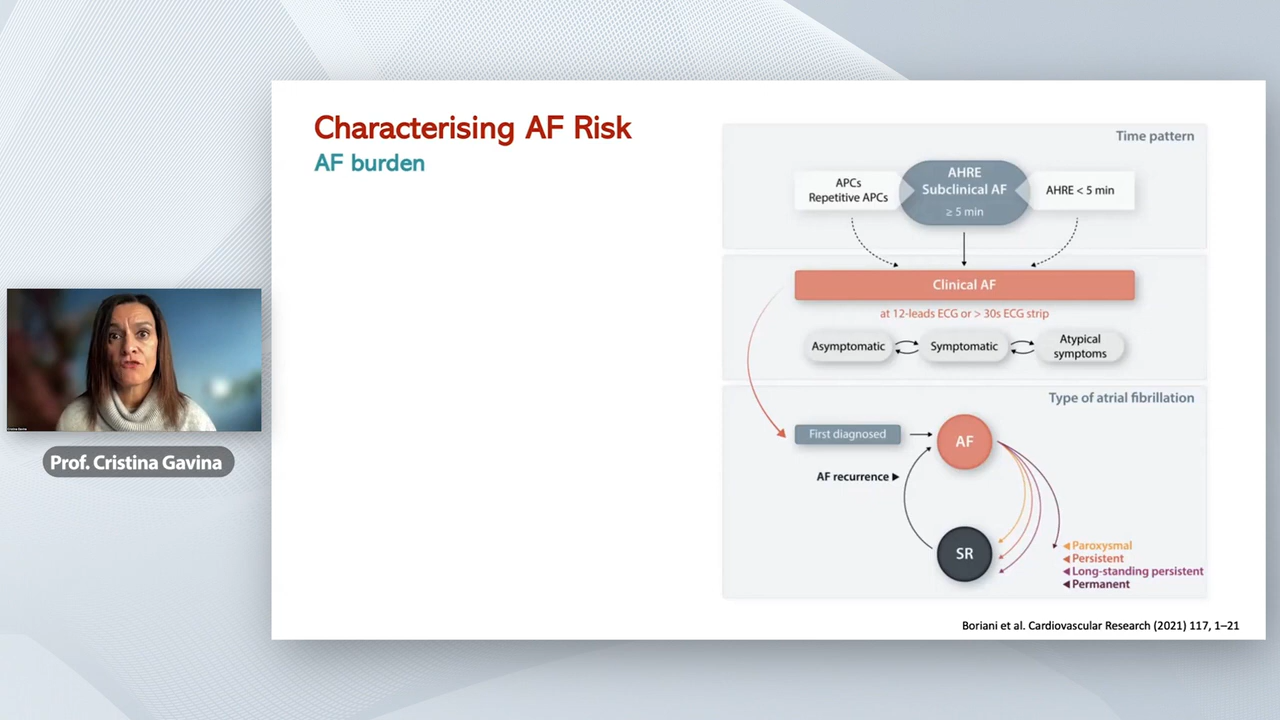 Characterising AF Risk
AF burden
Time pattern
APCs
Repetitive APCs
AHRE
Subclinical AF
≥ 5 min
AHRE < 5 min
Clinical AF
at 12-leads ECG or > 30s ECG strip
Asymptomatic
Symptomatic
Atypical
symptoms
Type of atrial fibrillation
First diagnosed
AF
AF recurrence ▶
SR
◀ Paroxysmal
◀ Persistent
◀ Long-standing persistent
◀ Permanent
Boriani et al. Cardiovascular Research (2021) 117, 1–21
Cristina Gavina
Prof. Cristina Gavina